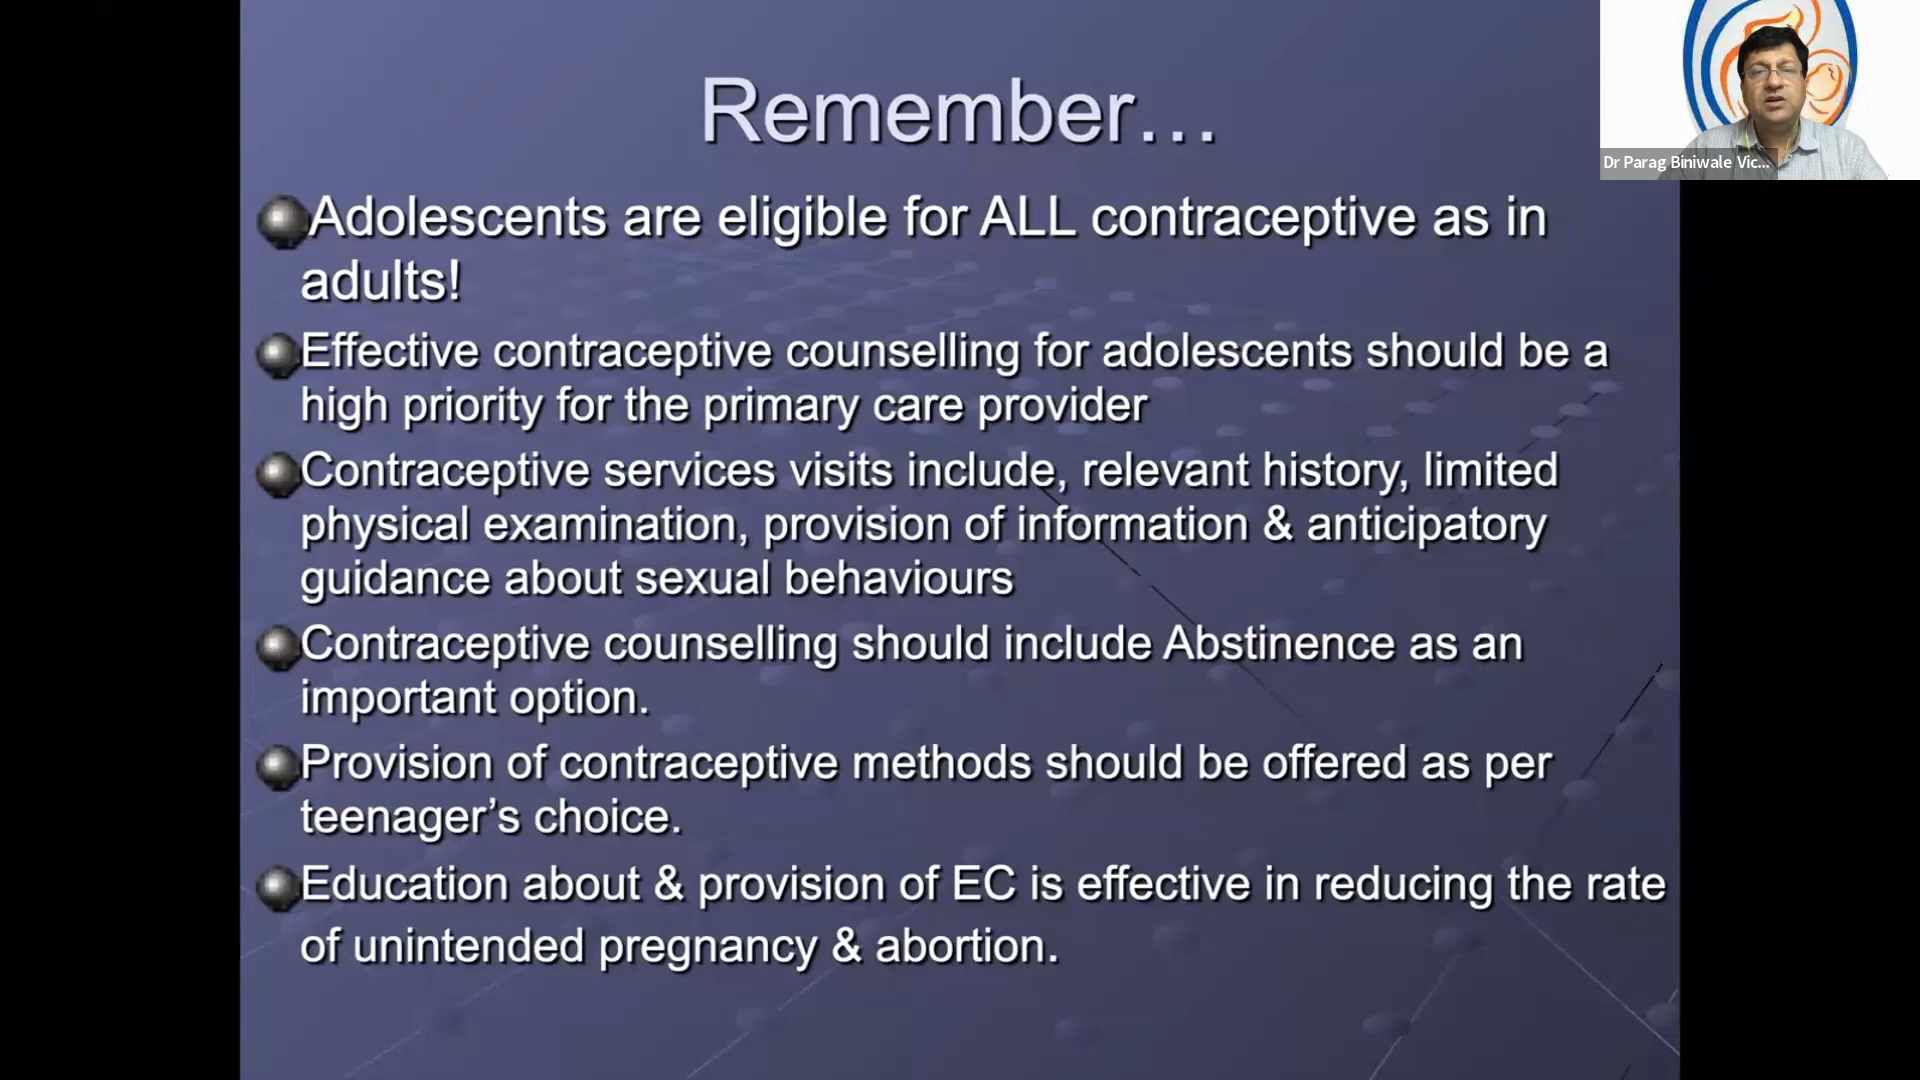 Remember...
Adolescents are eligible for ALL contraceptive as in
adults!
Effective contraceptive counselling for adolescents should be a
high priority for the primary care provider
Contraceptive services visits include, relevant history, limited
physical examination, provision of information & anticipatory
guidance about sexual behaviours
Contraceptive counselling should include Abstinence as an
important option.
Provision of contraceptive methods should be offered as per
teenager’s choice.
Education about & provision of EC is effective in reducing the rate
of unintended pregnancy & abortion.
Dr Parag Biniwale Vic...